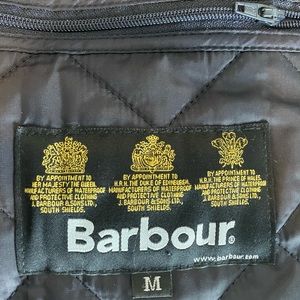 BY APPOINTMENT TO
HER MAJESTY THE QUEEN
MANUFACTURERS OF WATERPROOF
AND PROTECTIVE CLOTHING
J. BARBOUR & SONS LTD.,
SOUTH SHIELDS.
BY APPOINTMENT TO
H.R.H. THE DUKE OF EDINBURGH
MANUFACTURERS OF WATERPROOF
AND PROTECTIVE CLOTHING
J. BARBOUR & SONS LTD.,
SOUTH SHIELDS.
BY APPOINTMENT TO
H.R.H. THE PRINCE OF WALES
MANUFACTURERS OF WATERPROOF
AND PROTECTIVE CLOTHING
J. BARBOUR & SONS LTD.,
SOUTH SHIELDS.
Barbour®
www.barbour.com
M